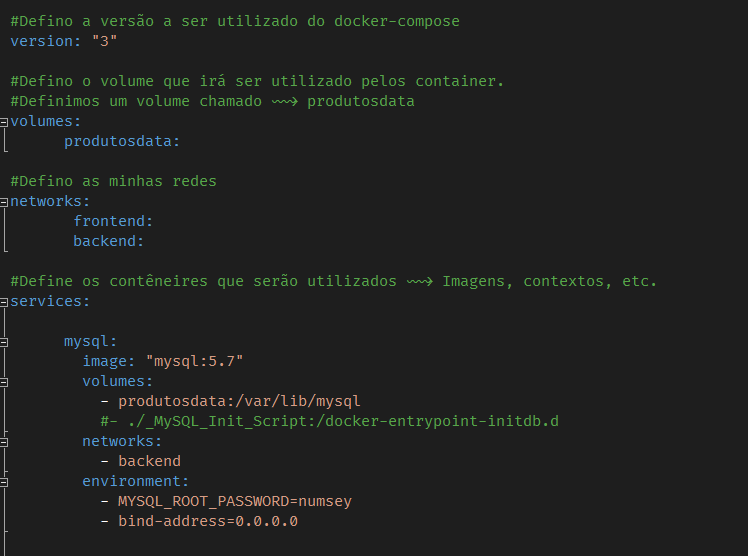 #Defino a versão a ser utilizado do docker-compose
version: "3"
#Defino o volume que irá ser utilizado pelos container.
#Definimos um volume chamado ~~> produtosdata
volumes:
produtosdata:
#Defino as minhas redes
networks:
frontend:
backend:
#Define os contêneires que serão utilizados ~~> Imagens, contextos, etc.
services:
mysql:
image: "mysql:5.7"
volumes:
- produtosdata:/var/lib/mysql
#- ./_MySQL_Init_Script:/docker-entrypoint-initdb.d
networks:
- backend
environment:
- MYSQL_ROOT_PASSWORD=numsey
- bind-address=0.0.0.0